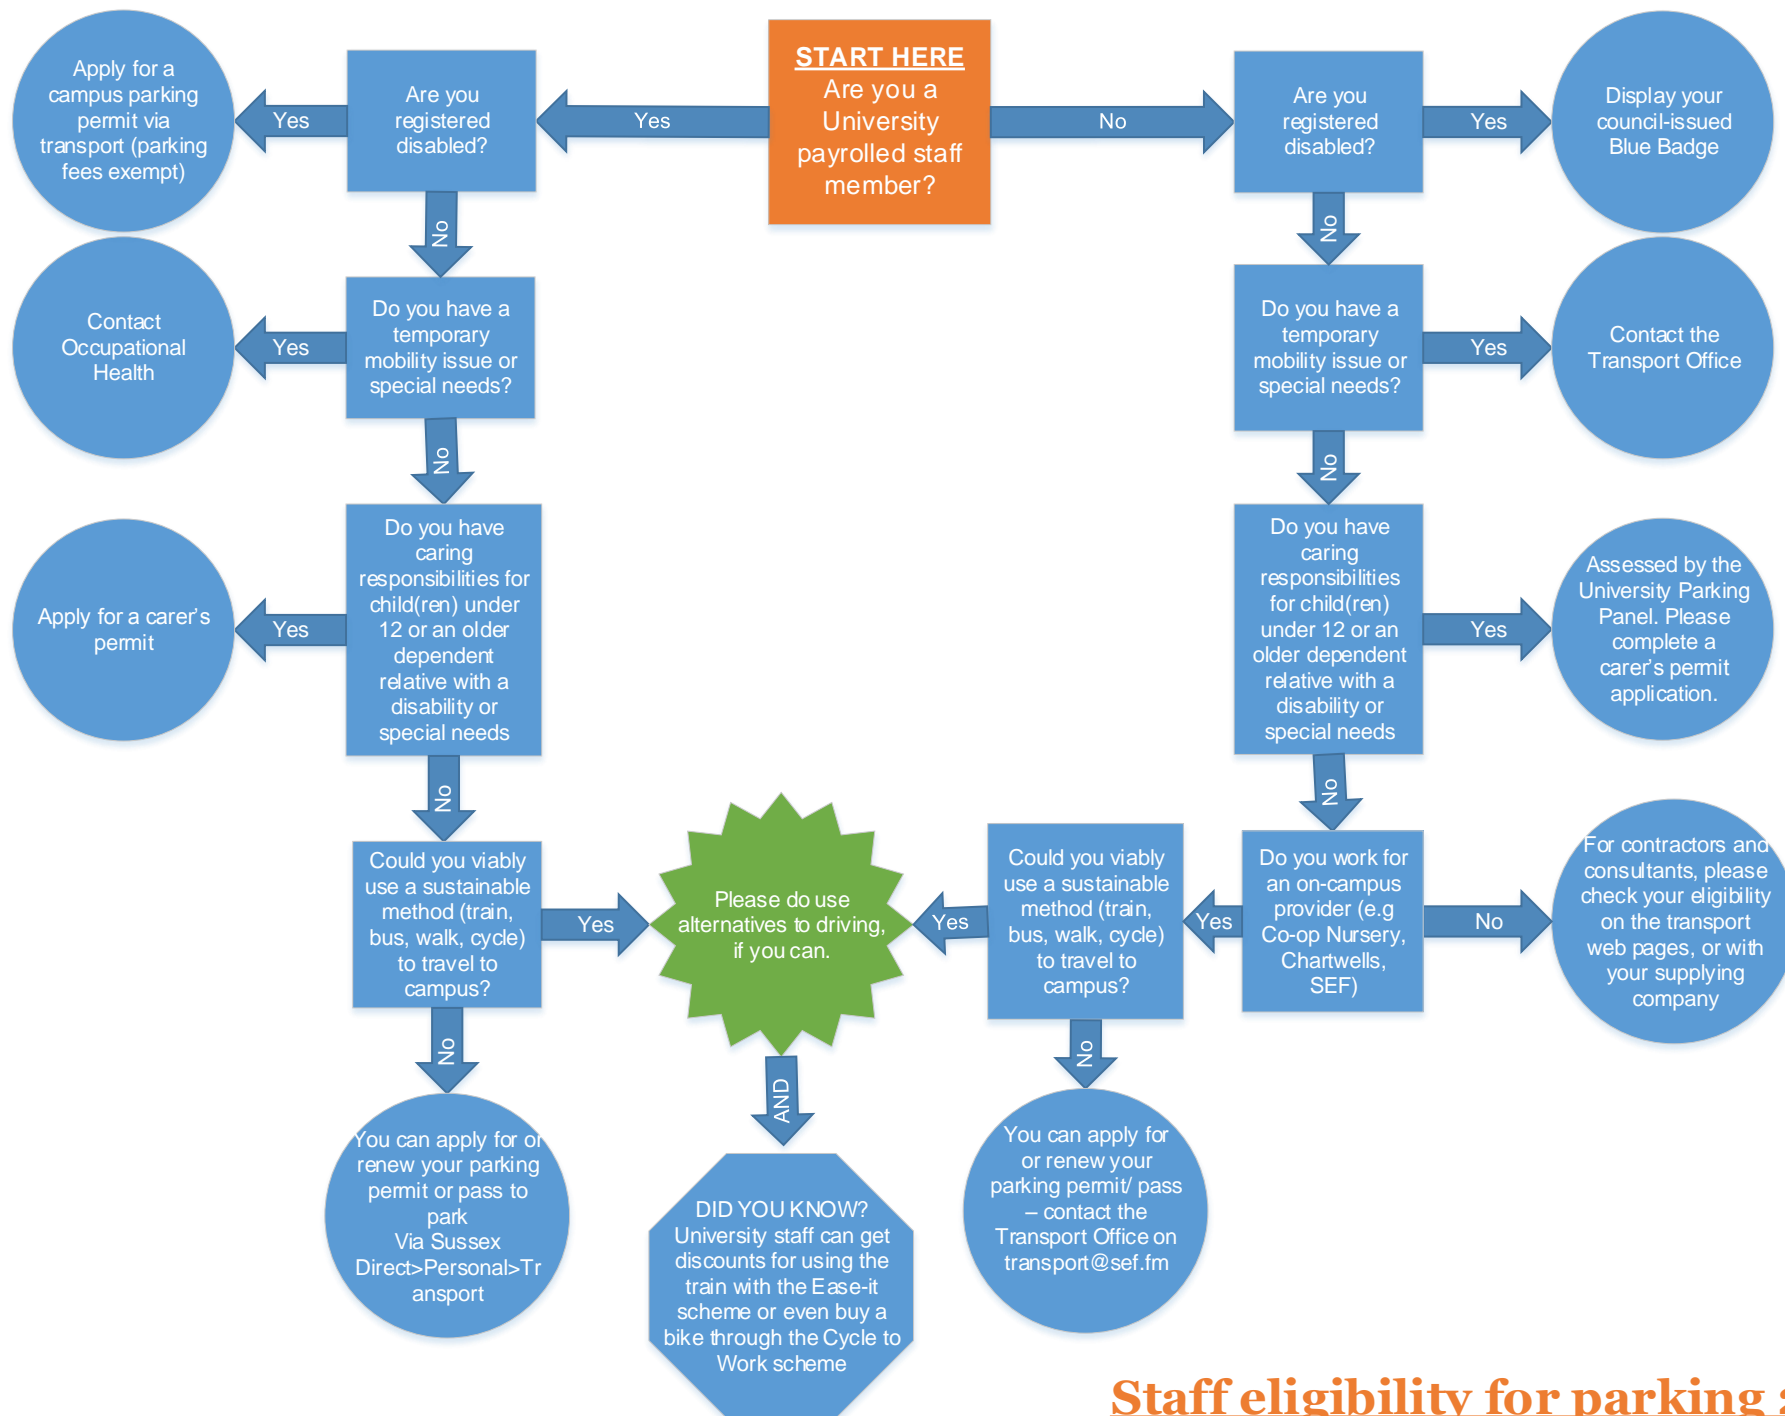 START HERE
Are you a
University
payrolled staff
member?
Yes
No
Are you
registered
disabled?
Yes
Apply for a
campus parking
permit via
transport (parking
fees exempt)
No
Do you have a
temporary
mobility issue or
special needs?
Yes
Contact
Occupational
Health
No
Do you have
caring
responsibilities for
child(ren) under
12 or an older
dependent
relative with a
disability or
special needs
Yes
Apply for a carer's
permit
No
Could you viably
use a sustainable
method (train,
bus, walk, cycle)
to travel to
campus?
Yes
No
You can apply for or
renew your parking
permit or pass to
park
Via Sussex
Direct>Personal>Tr
ansport
Please do use
alternatives to driving,
if you can.
AND
DID YOU KNOW?
University staff can get
discounts for using the
train with the Ease-it
scheme or even buy a
bike through the Cycle to
Work scheme
Are you
registered
disabled?
Yes
Display your
council-issued
Blue Badge
No
Do you have a
temporary
mobility issue or
special needs?
Yes
Contact the
Transport Office
No
Do you have
caring
responsibilities
for child(ren)
under 12 or an
older dependent
relative with a
disability or
special needs
Yes
Assessed by the
University Parking
Panel. Please
complete a
carer's permit
application.
No
Do you work for
an on-campus
provider (e.g
Co-op Nursery,
Chartwells,
SEF)
No
For contractors and
consultants, please
check your eligibility
on the transport
web pages, or with
your supplying
company
Yes
Could you viably
use a sustainable
method (train,
bus, walk, cycle)
to travel to
campus?
Yes
No
You can apply for
or renew your
parking permit/ pass
– contact the
Transport Office on
transport@sef.fm
Staff eligibility for parking